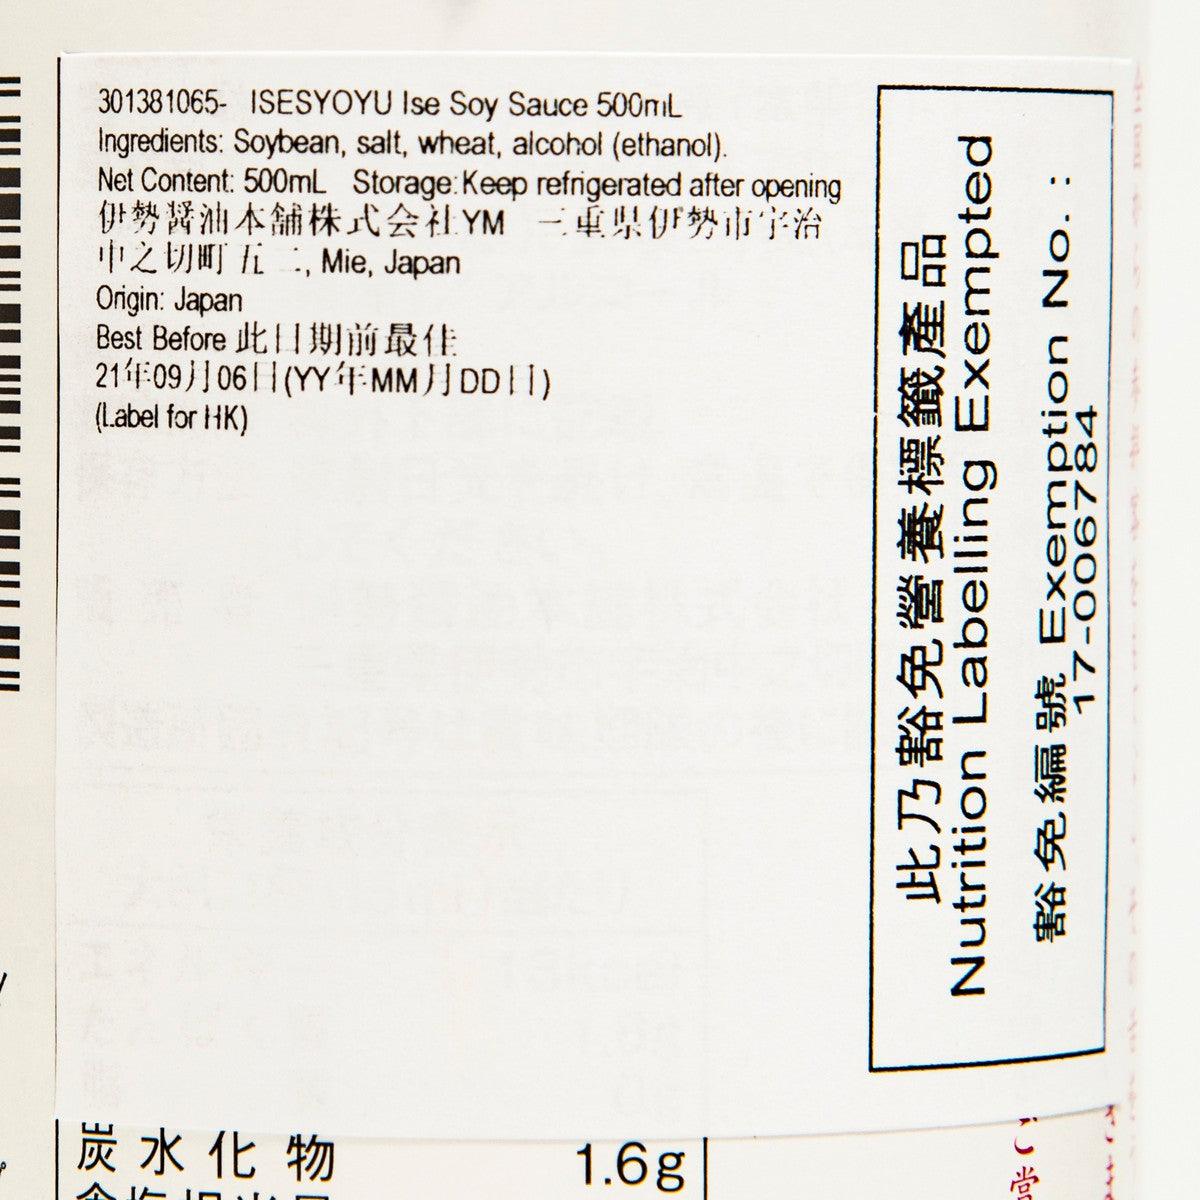 301381065- ISESYOYU Ise Soy Sauce 500mL
Ingredients: Soybean, salt, wheat, alcohol (ethanol).
Net Content: 500mL Storage:Keep refrigerated after opening
伊勢醤油本舗株式会社YM 三重県伊勢市宇治
中之切町五二, Mie, Japan
Origin: Japan
Best Before 此日期前最佳
21年09月06日(YY年MM月DD日)
(Label for HK)
此乃豁免營養標籤產品
Nutrition Labelling Exempted
豁免編號 Exemption No. :
17-006784
炭水化物 1.6g